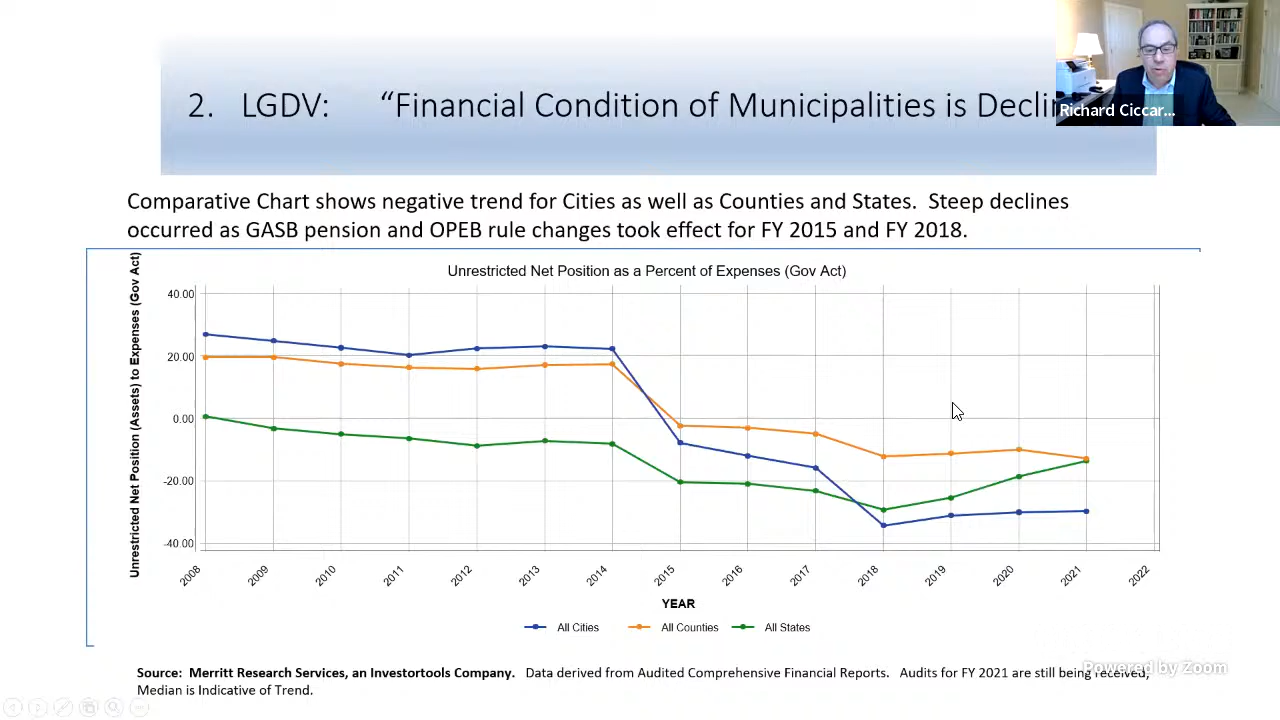 2. LGDV: “Financial Condition of Municipalities is
Richard Ciccar...
Comparative Chart shows negative trend for Cities as well as Counties and States. Steep declines
occurred as GASB pension and OPEB rule changes took effect for FY 2015 and FY 2018.
Unrestricted Net Position as a Percent of Expenses (Gov Act)
Unrestricted Net Position (Assets) to Expenses (Gov Act)
40.00
20.00
0.00
-20.00
-40.00
2008 2009 2010 2011 2012 2013 2014 2015 2016 2017 2018 2019 2020 2021 2022
YEAR
All Cities All Counties All States
Powered by Zoom
Source: Merritt Research Services, an Investortools Company. Data derived from Audited Comprehensive Financial Reports. Audits for FY 2021 are still being received,
Median is Indicative of Trend.